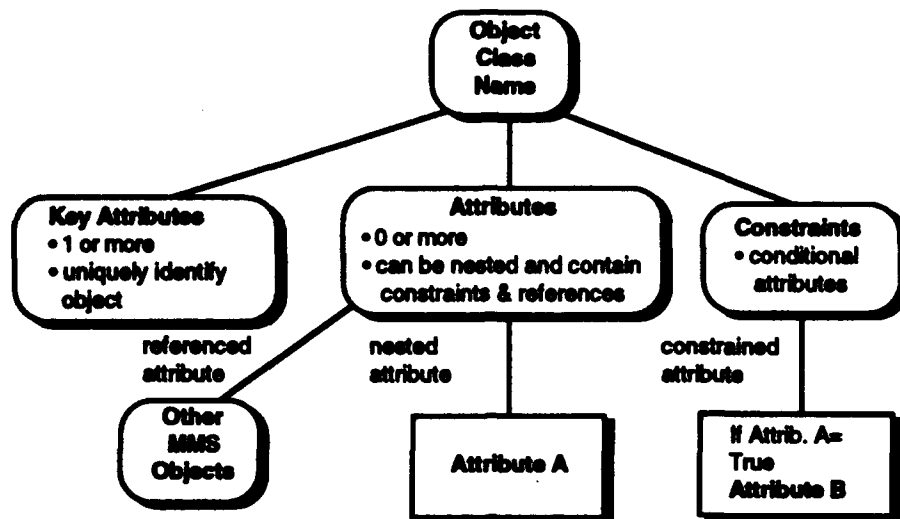 Object
Class
Name
Key Attributes
• 1 or more
• uniquely identify
object
Attributes
• 0 or more
• can be nested and contain
constraints & references
Constraints
• conditional
attributes
referenced
attribute
nested
attribute
constrained
attribute
Other
MMS
Objects
Attribute A
If Attrib. A=
True
Attribute B